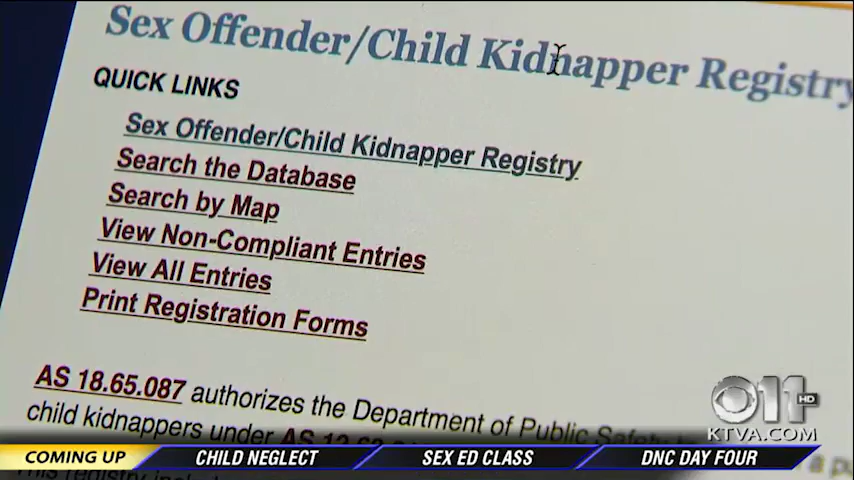 Sex Offender/Child Kidnapper Registry
QUICK LINKS
Sex Offender/Child Kidnapper Registry
Search the Database
Search by Map
View Non-Compliant Entries
View All Entries
Print Registration Forms
AS 18.65.087 authorizes the Department of Public Safety
child kidnappers under AS
11 HD
KTVA.COM
COMING UP CHILD NEGLECT SEX ED CLASS DNC DAY FOUR